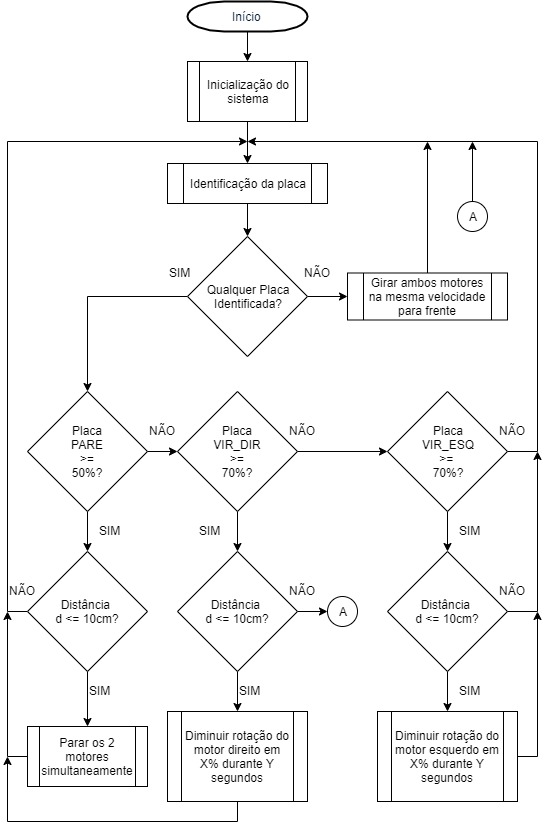 Início
Inicialização do
sistema
Identificação da placa
A
SIM
NÃO
Qualquer Placa
Identificada?
Girar ambos motores
na mesma velocidade
para frente
Placa
PARE
>=
50%?
NÃO
Placa
VIR_DIR
>=
70%?
NÃO
Placa
VIR_ESQ
>=
70%?
NÃO
SIM
SIM
SIM
NÃO
Distância
d <= 10cm?
Distância
d <= 10cm?
NÃO
A
Distância
d <= 10cm?
NÃO
SIM
SIM
SIM
Parar os 2
motores
simultaneamente
Diminuir rotação do
motor direito em
X% durante Y
segundos
Diminuir rotação do
motor esquerdo em
X% durante Y
segundos